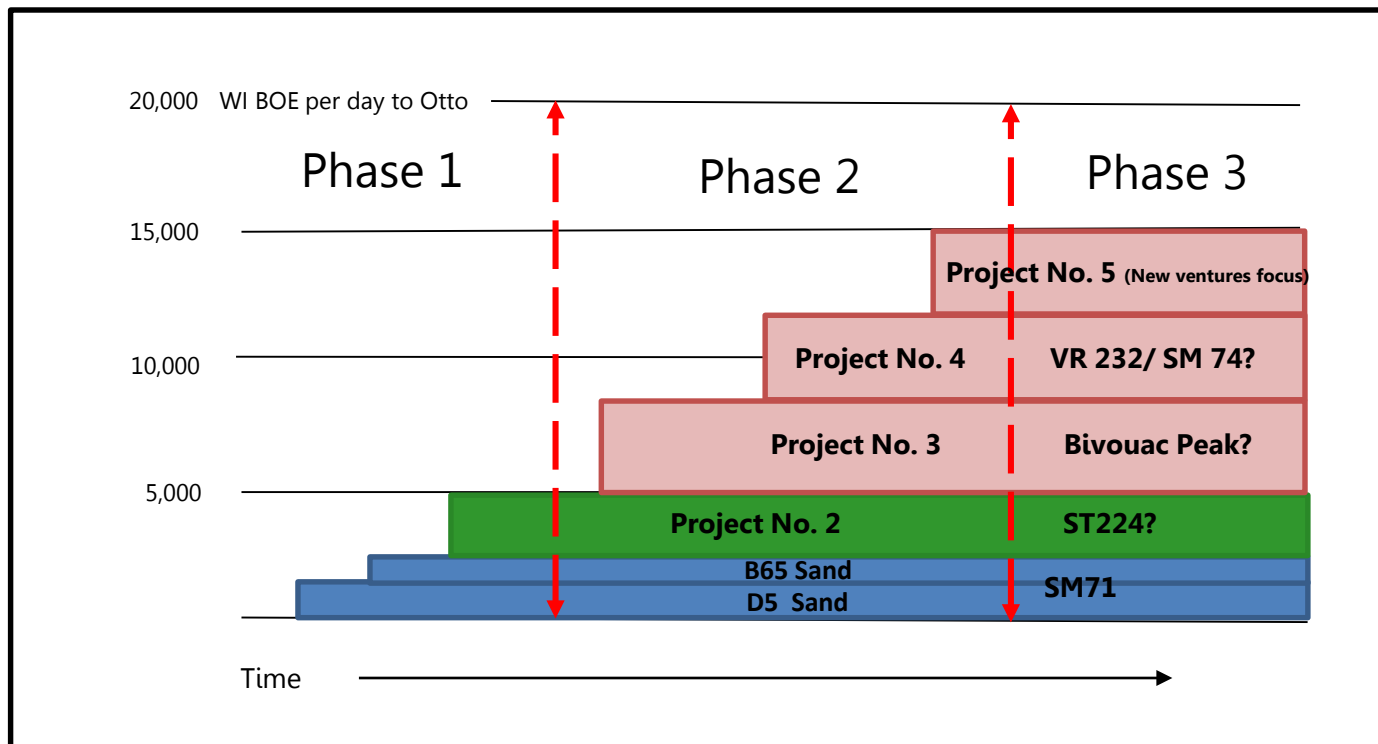 20,000 WI BOE per day to Otto
Phase 1
Phase 2
Phase 3
15,000
Project No. 5 (New ventures focus)
10,000
Project No. 4
VR 232/ SM 74?
Project No. 3
Bivouac Peak?
5,000
Project No. 2
ST224?
B65 Sand
SM71
D5 Sand
Time